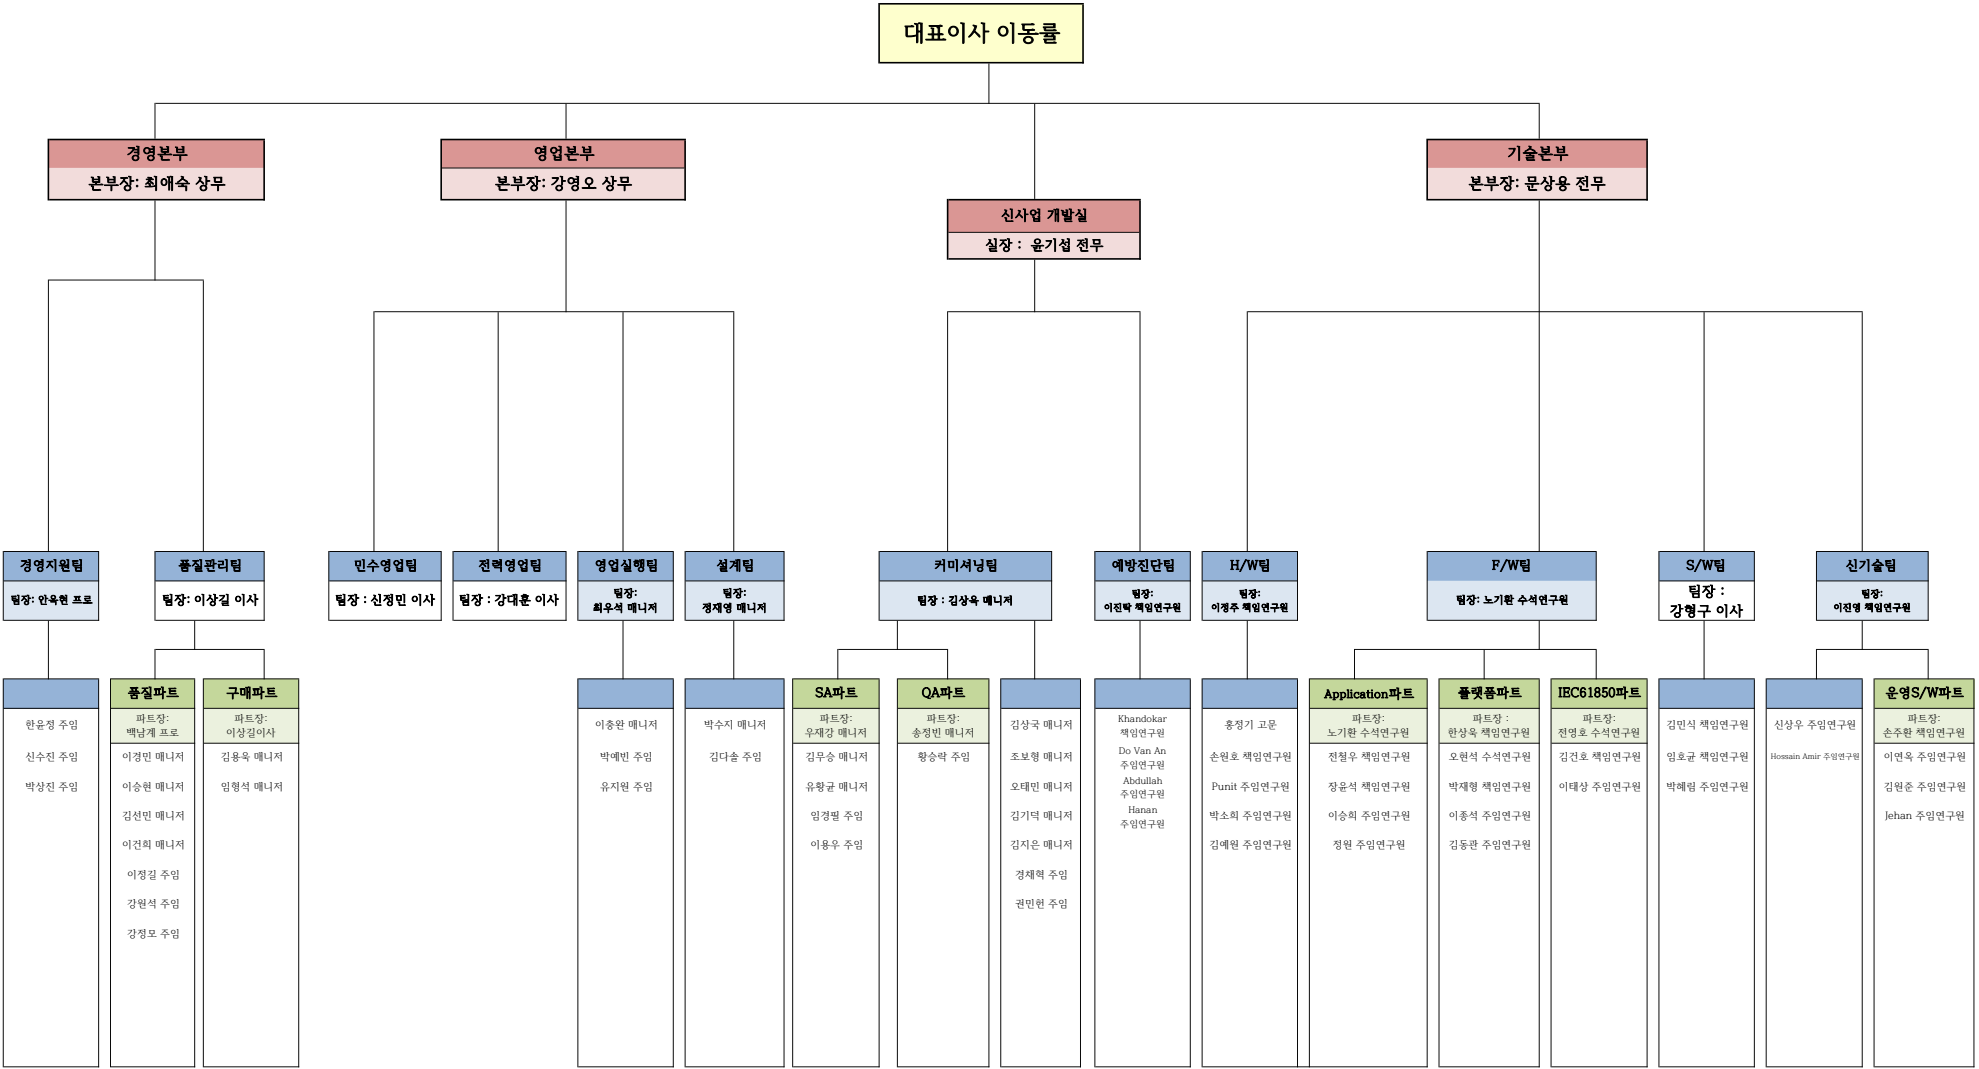 대표이사 이동률
경영본부
본부장: 최애숙 상무
영업본부
본부장: 강영오 상무
신사업 개발실
실장 : 윤기섭 전무
기술본부
본부장: 문상용 전무
경영지원팀
팀장: 안옥현 프로
품질관리팀
팀장: 이상길 이사
민수영업팀
팀장 : 신정민 이사
전력영업팀
팀장 : 강대훈 이사
영업실행팀
팀장:
최우석 매니저
설계팀
팀장:
정재영 매니저
커미셔닝팀
팀장 : 김상욱 매니저
예방진단팀
팀장:
이진탁 책임연구원
H/W팀
팀장:
이정주 책임연구원
F/W팀
팀장: 노기환 수석연구원
S/W팀
팀장 :
강형구 이사
신기술팀
팀장:
이진영 책임연구원
한윤정 주임
신수진 주임
박상진 주임
품질파트
파트장:
백남계 프로
이경민 매니저
이승현 매니저
김선민 매니저
이건희 매니저
이정길 주임
강원석 주임
강정모 주임
구매파트
파트장:
이상길이사
김용욱 매니저
임형석 매니저
이충완 매니저
박예빈 주임
유지원 주임
박수지 매니저
김다솔 주임
SA파트
파트장:
우재강 매니저
김무승 매니저
유황균 매니저
임경필 주임
이용우 주임
QA파트
파트장:
송정빈 매니저
황승락 주임
김상국 매니저
조보형 매니저
오태민 매니저
김기덕 매니저
김지은 매니저
경채혁 주임
권민헌 주임
Khandokar
책임연구원
Do Van An
주임연구원
Abdullah
주임연구원
Hanan
주임연구원
홍정기 고문
손원호 책임연구원
Punit 주임연구원
박소희 주임연구원
김예원 주임연구원
Application파트
파트장:
노기환 수석연구원
전철우 책임연구원
장윤석 책임연구원
이승희 주임연구원
정원 주임연구원
플랫폼파트
파트장 :
한상욱 책임연구원
오현석 수석연구원
박재형 책임연구원
이종석 주임연구원
김동관 주임연구원
IEC61850파트
파트장:
전명호 수석연구원
김건호 책임연구원
이태상 주임연구원
김민식 책임연구원
임호균 책임연구원
박혜림 주임연구원
신상우 주임연구원
Hossain Amir 주임연구원
운영S/W파트
파트장:
손주환 책임연구원
이연옥 주임연구원
김원준 주임연구원
Jehan 주임연구원